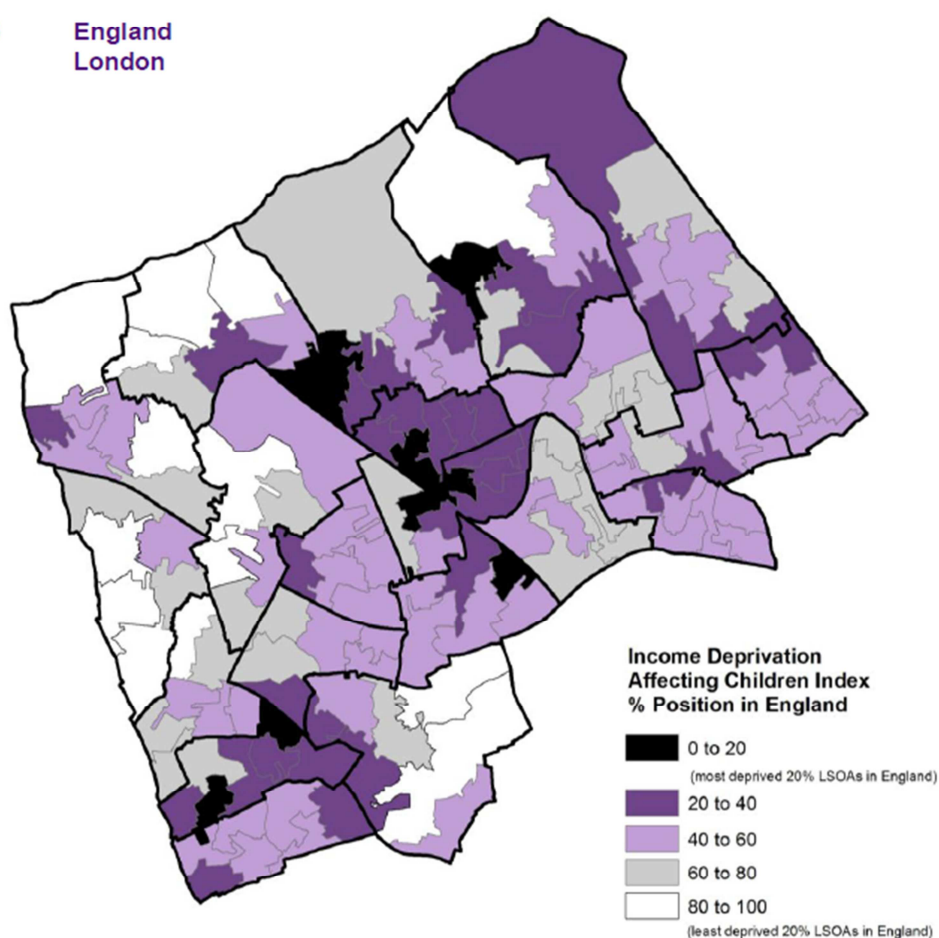 England
London
Income Deprivation
Affecting Children Index
% Position in England
0 to 20
(most deprived 20% LSOAs in England)
20 to 40
40 to 60
60 to 80
80 to 100
(least deprived 20% LSOAs in England)